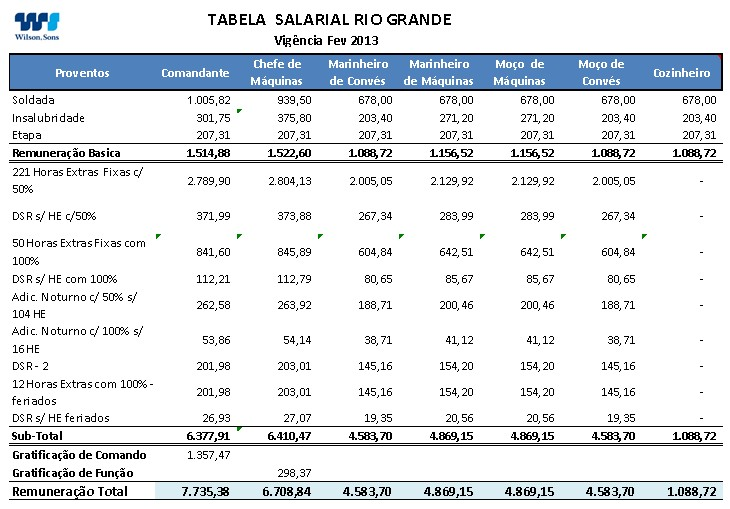 Wilson, Sons
TABELA SALARIAL RIO GRANDE
Vigência Fev 2013
Proventos Comandante Chefe de Máquinas Marinheiro de Convés Marinheiro de Máquinas Moço de Máquinas Moço de Convés Cozinheiro
Soldada 1.005,82 939,50 678,00 678,00 678,00 678,00 678,00
Insalubridade 301,75 375,80 203,40 271,20 271,20 203,40 203,40
Etapa 207,31 207,31 207,31 207,31 207,31 207,31 207,31
Remuneração Basica 1.514,88 1.522,60 1.088,72 1.156,52 1.156,52 1.088,72 1.088,72
221 Horas Extras Fixas c/ 50% 2.789,90 2.804,13 2.005,05 2.129,92 2.129,92 2.005,05 -
DSR s/ HE c/50% 371,99 373,88 267,34 283,99 283,99 267,34 -
50 Horas Extras Fixas com 100% 841,60 845,89 604,84 642,51 642,51 604,84 -
DSR s/ HE com 100% 112,21 112,79 80,65 85,67 85,67 80,65 -
Adic. Noturno c/ 50% s/ 104 HE 262,58 263,92 188,71 200,46 200,46 188,71 -
Adic. Noturno c/ 100% s/ 16 HE 53,86 54,14 38,71 41,12 41,12 38,71 -
DSR - 2 201,98 203,01 145,16 154,20 154,20 145,16 -
12 Horas Extras com 100% - feriados 201,98 203,01 145,16 154,20 154,20 145,16 -
DSR s/ HE feriados 26,93 27,07 19,35 20,56 20,56 19,35 -
Sub-Total 6.377,91 6.410,47 4.583,70 4.869,15 4.869,15 4.583,70 1.088,72
Gratificação de Comando 1.357,47
Gratificação de Função 298,37
Remuneração Total 7.735,38 6.708,84 4.583,70 4.869,15 4.869,15 4.583,70 1.088,72